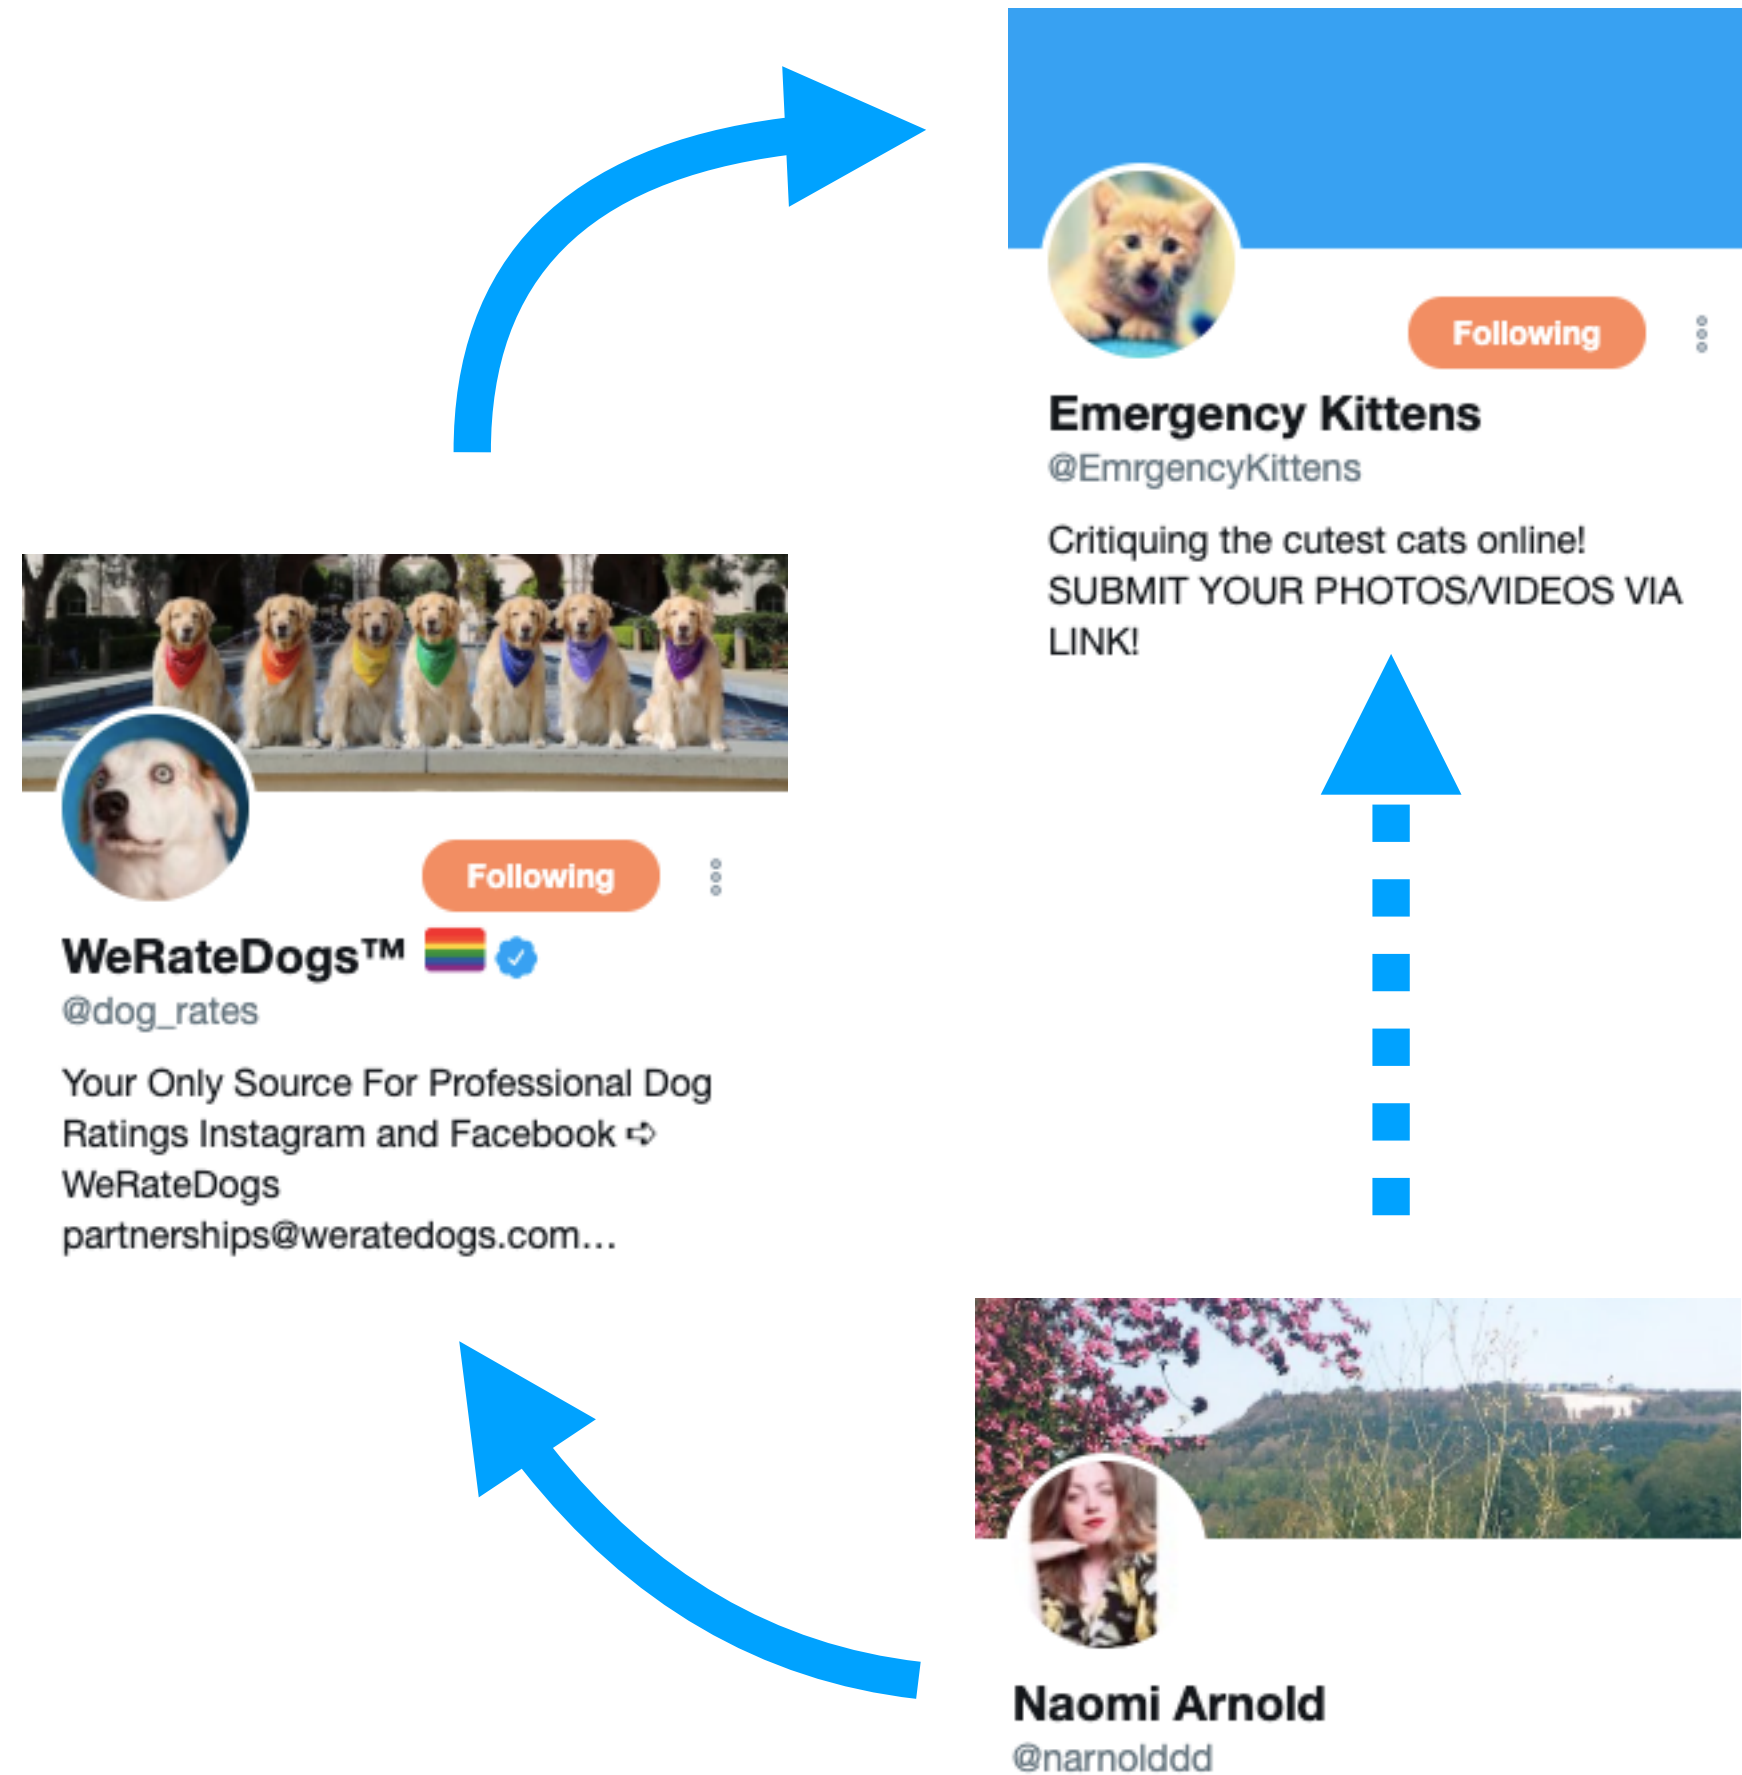 Following
Emergency Kittens
@EmrgencyKittens
Critiquing the cutest cats online!
SUBMIT YOUR PHOTOS/VIDEOS VIA
LINK!
Following
WeRateDogs™
@dog_rates
Your Only Source For Professional Dog
Ratings Instagram and Facebook ➪
WeRateDogs
partnerships@weratedogs.com...
Naomi Arnold
@narnolddd